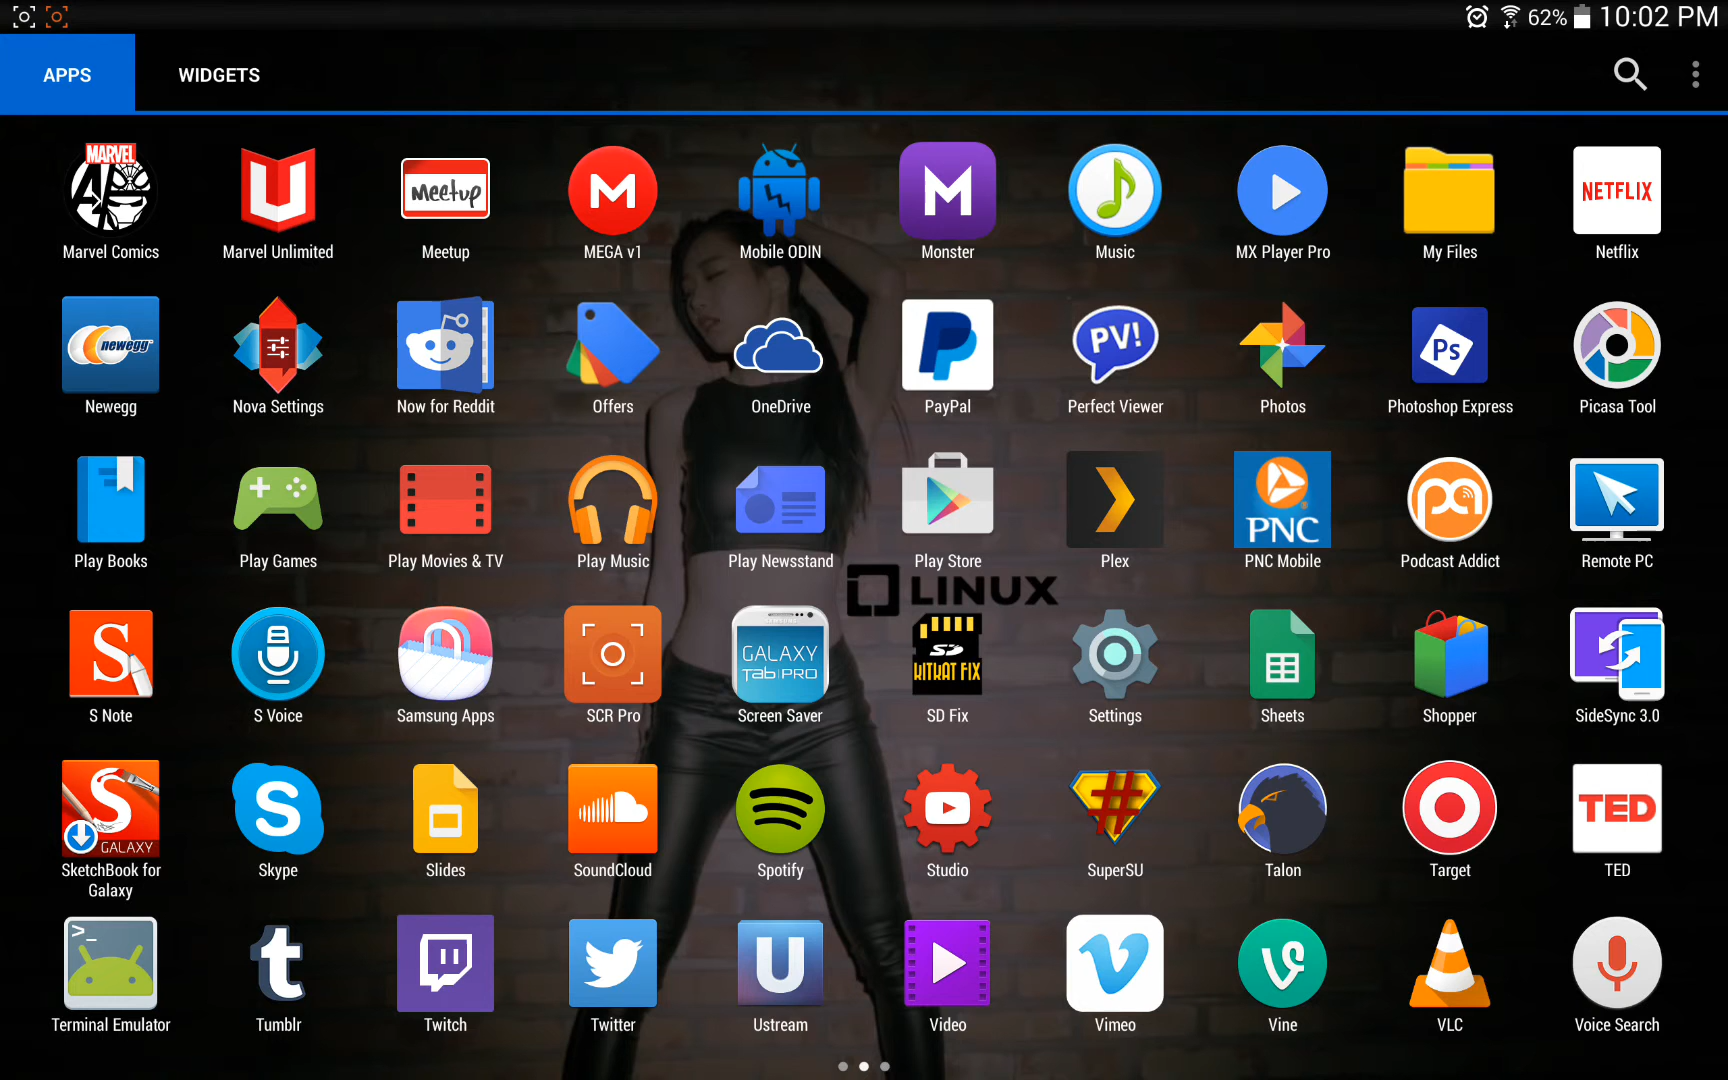 62% 10:02 PM
APPS WIDGETS
MARVEL
Meetup
NETFLIX
Marvel Comics Marvel Unlimited Meetup MEGA v1 Mobile ODIN Monster Music MX Player Pro My Files Netflix
newegg
PV!
Ps
Newegg Nova Settings Now for Reddit Offers OneDrive PayPal Perfect Viewer Photos Photoshop Express Picasa Tool
PNC
Play Books Play Games Play Movies & TV Play Music Play Newsstand Play Store Plex PNC Mobile Podcast Addict Remote PC
LINUX
S
SAMSUNG
GALAXY
Tab PRO
SD
KITKAT FIX
S Note S Voice Samsung Apps SCR Pro Screen Saver SD Fix Settings Sheets Shopper SideSync 3.0
S
GALAXY
S
#
TED
SketchBook for Galaxy Skype Slides SoundCloud Spotify Studio SuperSU Talon Target TED
>_
t
U
Terminal Emulator Tumblr Twitch Twitter Ustream Video Vimeo Vine VLC Voice Search